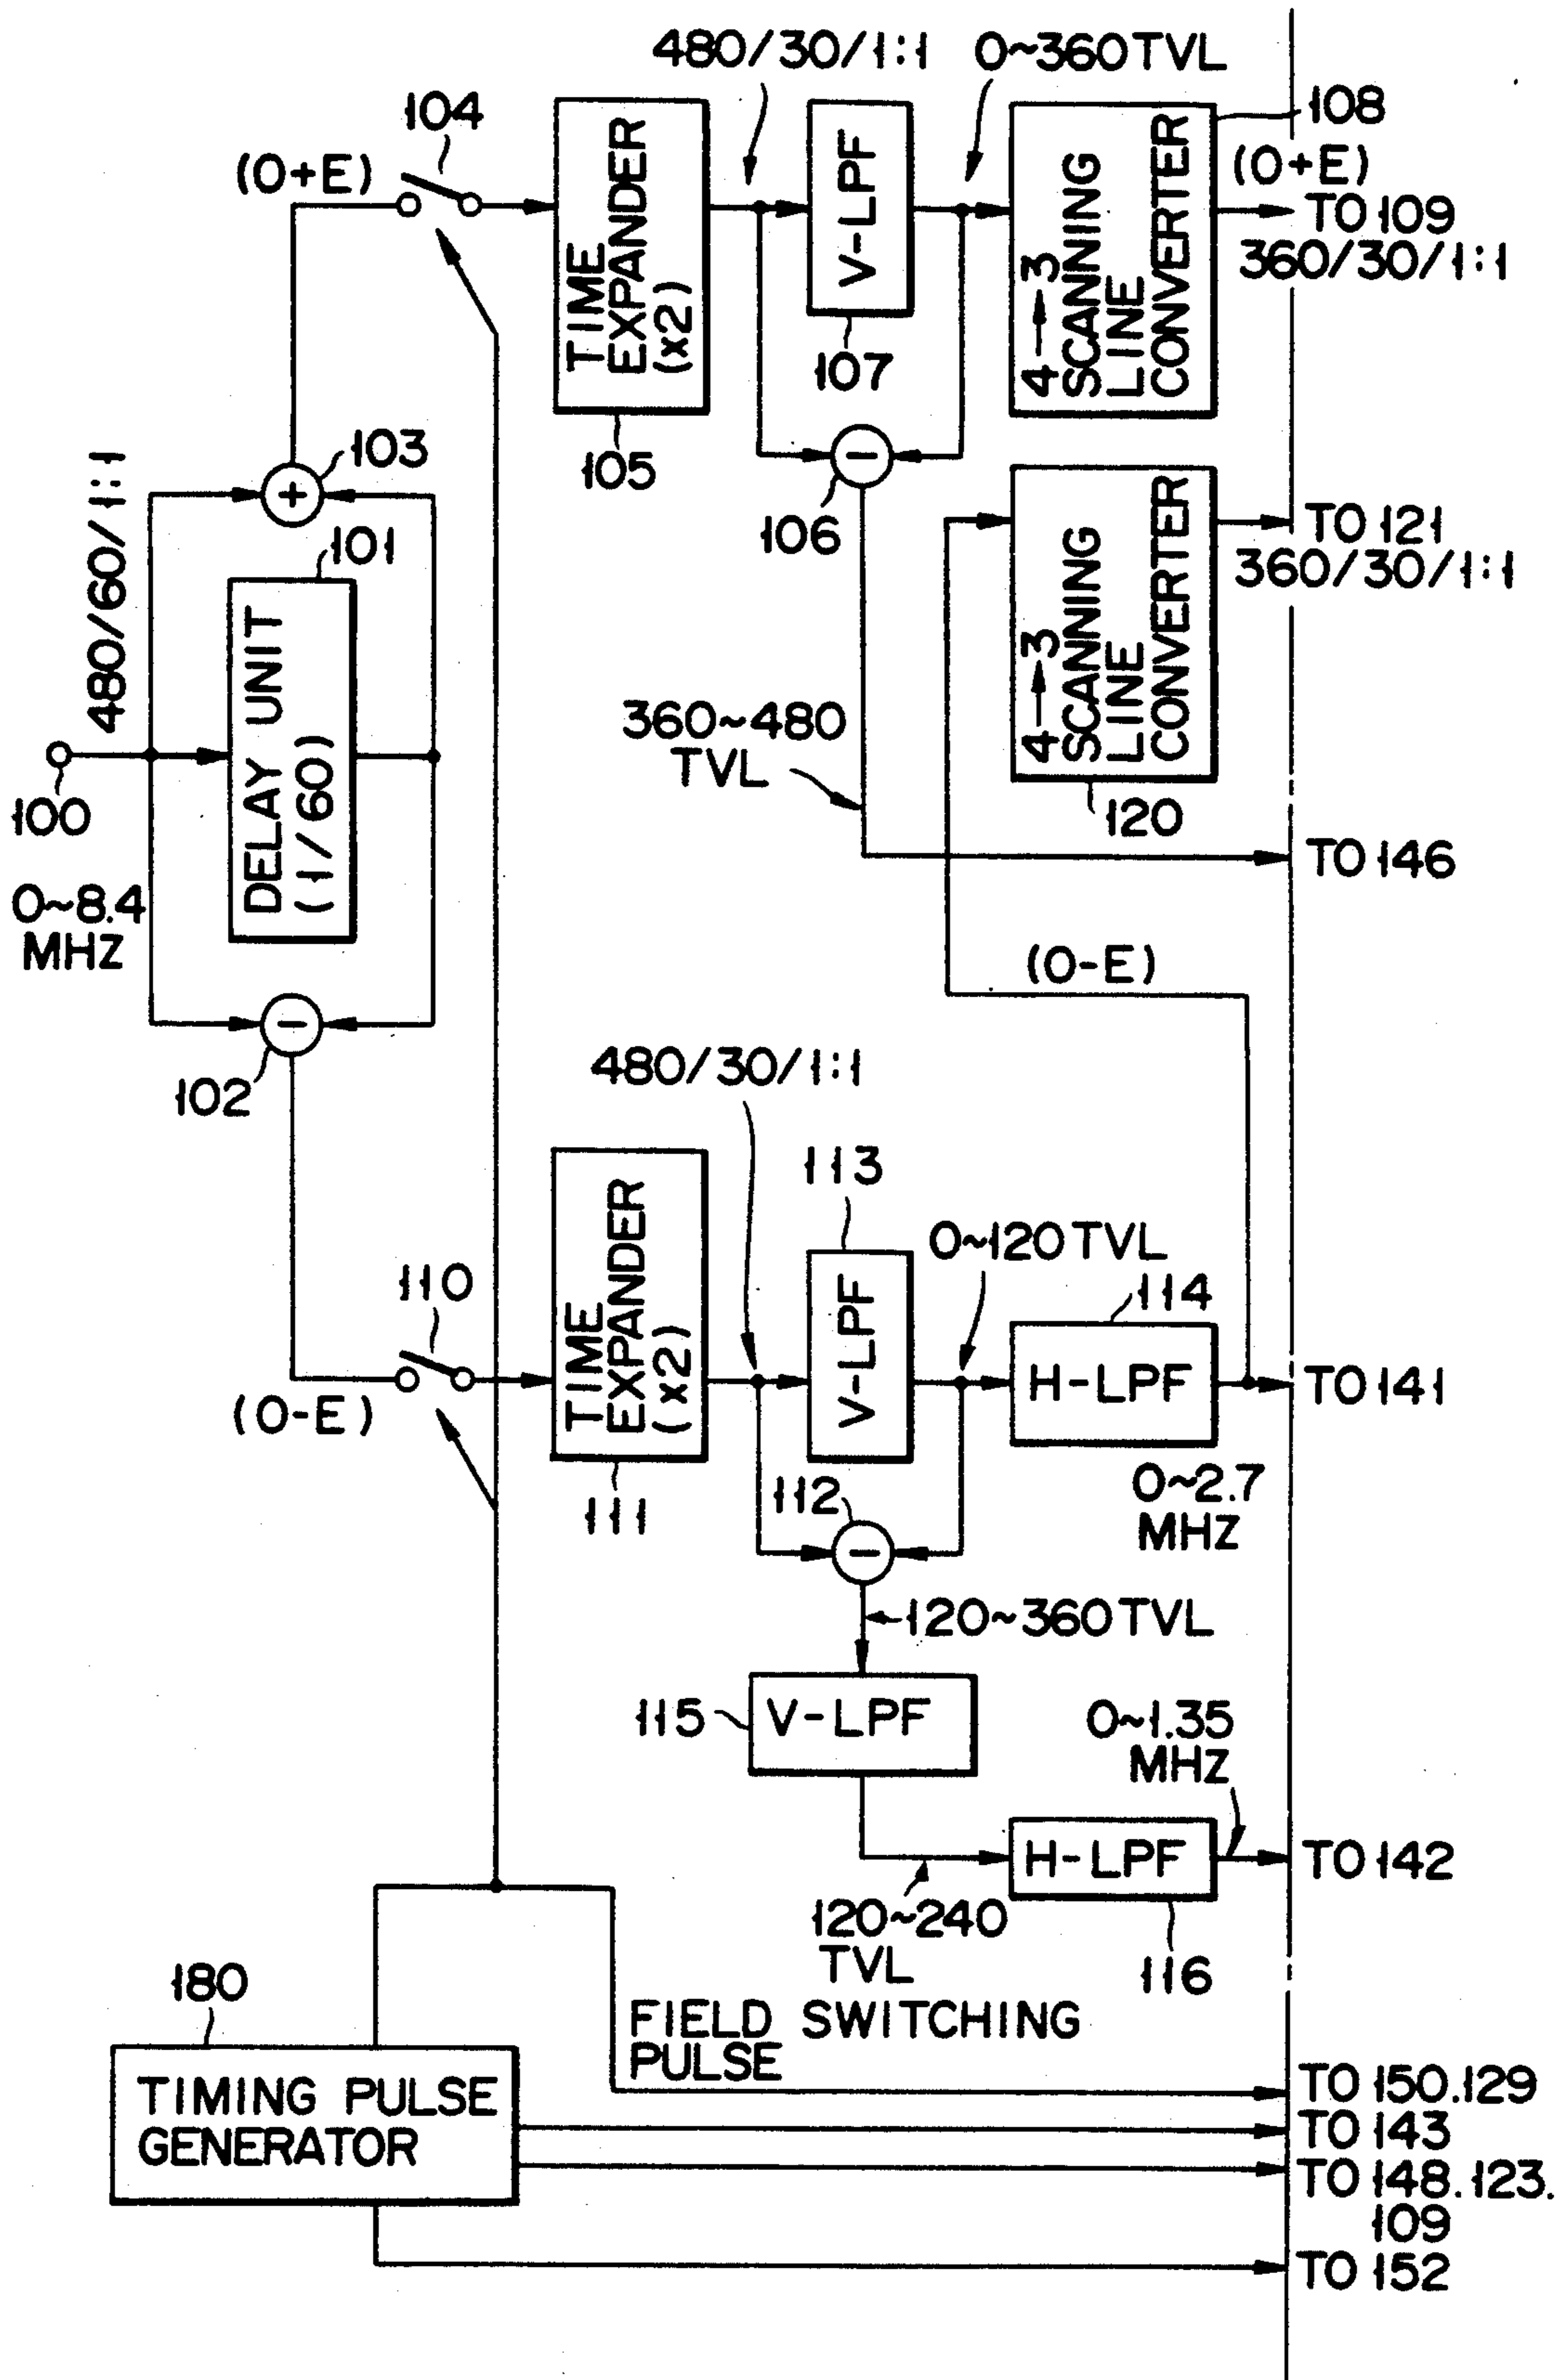 480/30/1:1
0~360TVL
104
108
(O+E)
TIME
EXPANDER
(x2)
V-LPF
4→3
SCANNING
LINE
CONVERTER
(O+E)
TO 109
360/30/1:1
107
105
103
480/60/1:1
106
101
DELAY UNIT
(1/60)
4→3
SCANNING
LINE
CONVERTER
TO 121
360/30/1:1
360~480
TVL
100
120
TO 146
0~8.4
MHZ
(O-E)
102
480/30/1:1
113
0~120TVL
114
110
TIME
EXPANDER
(x2)
V-LPF
H-LPF
TO 141
(O-E)
111
112
0~2.7
MHZ
120~360TVL
115
V-LPF
0~1.35
MHZ
H-LPF
TO 142
120~240
TVL
116
180
FIELD SWITCHING
PULSE
TIMING PULSE
GENERATOR
TO 150.129
TO 143
TO 148.123.
109
TO 152